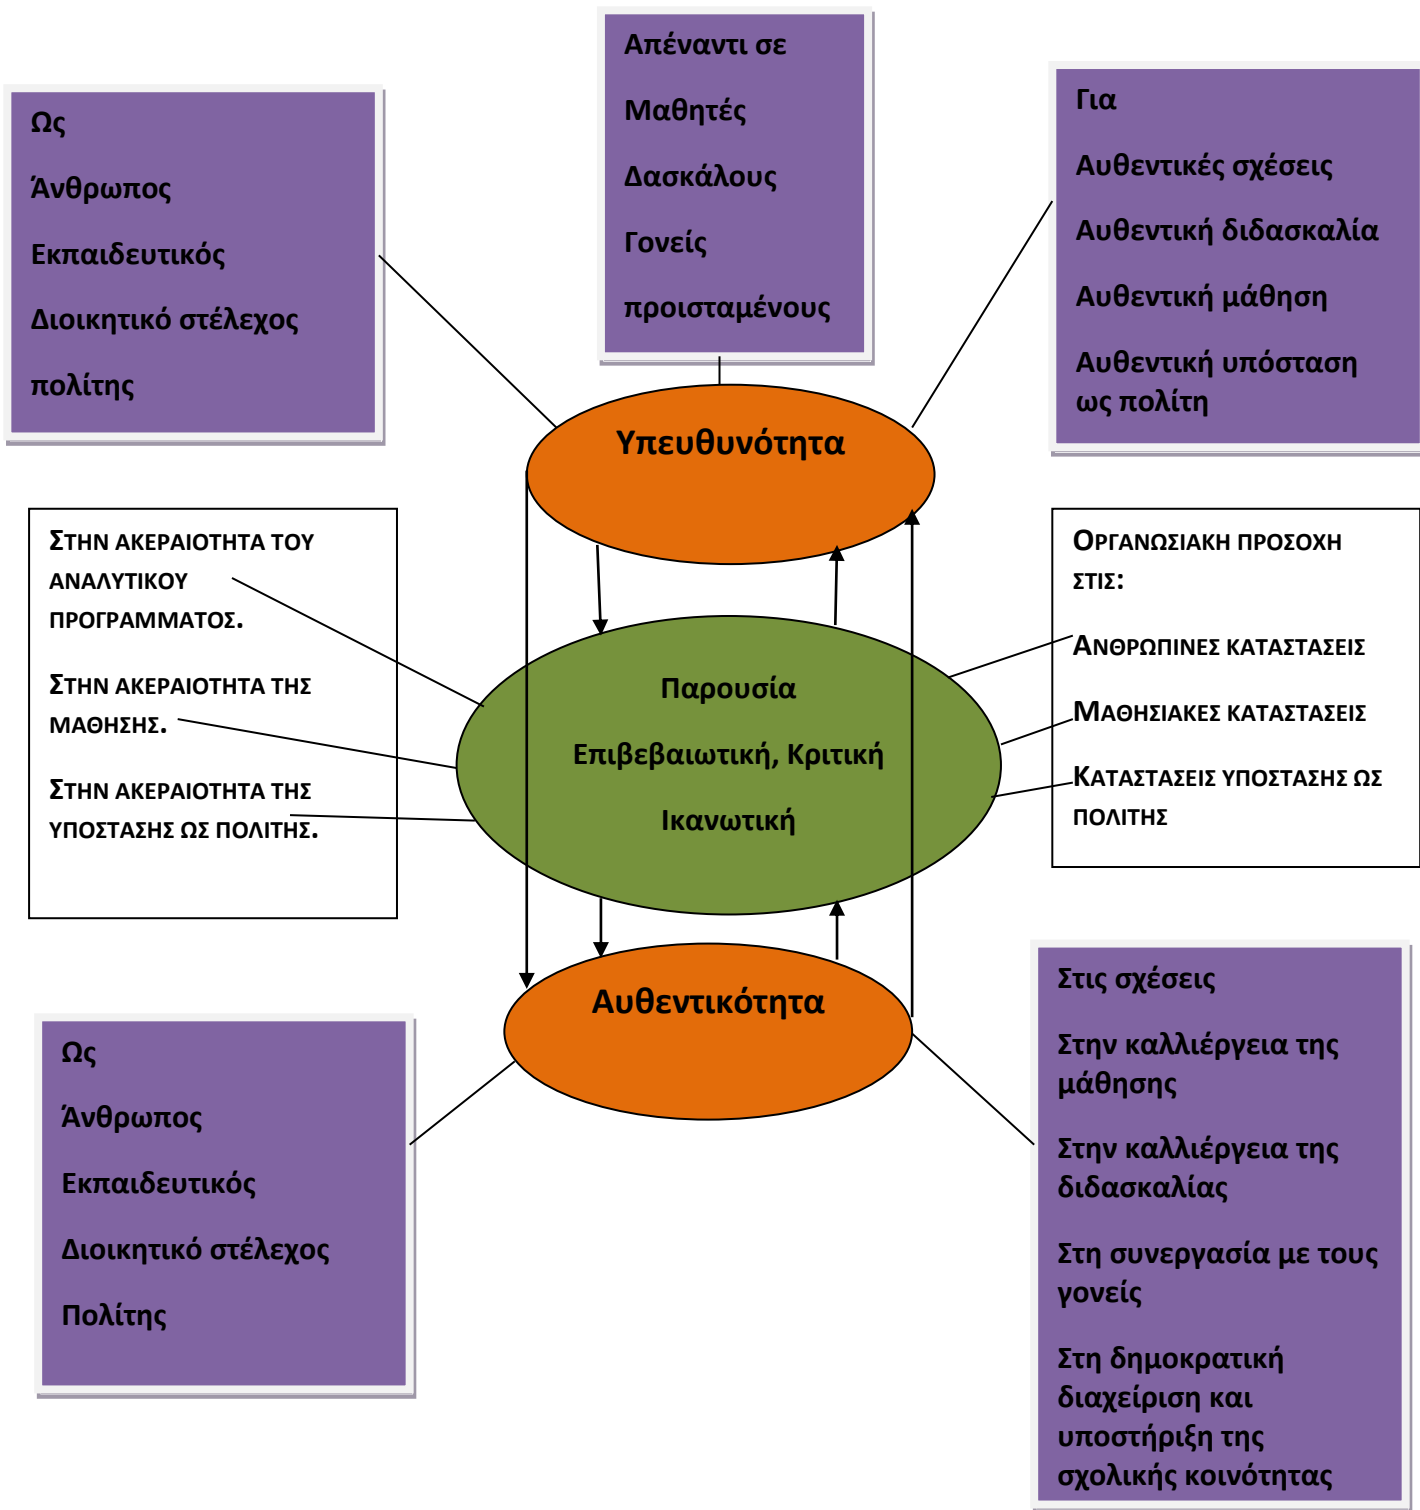 Ως
Άνθρωπος
Εκπαιδευτικός
Διοικητικό στέλεχος
πολίτης
Απέναντι σε
Μαθητές
Δασκάλους
Γονείς
προισταμένους
Για
Αυθεντικές σχέσεις
Αυθεντική διδασκαλία
Αυθεντική μάθηση
Αυθεντική υπόσταση
ως πολίτη
Υπευθυνότητα
ΣΤΗΝ ΑΚΕΡΑΙΟΤΗΤΑ ΤΟΥ
ΑΝΑΛΥΤΙΚΟΥ
ΠΡΟΓΡΑΜΜΑΤΟΣ.
ΣΤΗΝ ΑΚΕΡΑΙΟΤΗΤΑ ΤΗΣ
ΜΑΘΗΣΗΣ.
ΣΤΗΝ ΑΚΕΡΑΙΟΤΗΤΑ ΤΗΣ
ΥΠΟΣΤΑΣΗΣ ΩΣ ΠΟΛΙΤΗΣ.
Παρουσία
Επιβεβαιωτική, Κριτική
Ικανωτική
ΟΡΓΑΝΩΣΙΑΚΗ ΠΡΟΣΟΧΗ
ΣΤΙΣ:
ΑΝΘΡΩΠΙΝΕΣ ΚΑΤΑΣΤΑΣΕΙΣ
ΜΑΘΗΣΙΑΚΕΣ ΚΑΤΑΣΤΑΣΕΙΣ
ΚΑΤΑΣΤΑΣΕΙΣ ΥΠΟΣΤΑΣΗΣ ΩΣ
ΠΟΛΙΤΗΣ
Αυθεντικότητα
Ως
Άνθρωπος
Εκπαιδευτικός
Διοικητικό στέλεχος
Πολίτης
Στις σχέσεις
Στην καλλιέργεια της
μάθησης
Στην καλλιέργεια της
διδασκαλίας
Στη συνεργασία με τους
γονείς
Στη δημοκρατική
διαχείριση και
υποστήριξη της
σχολικής κοινότητας